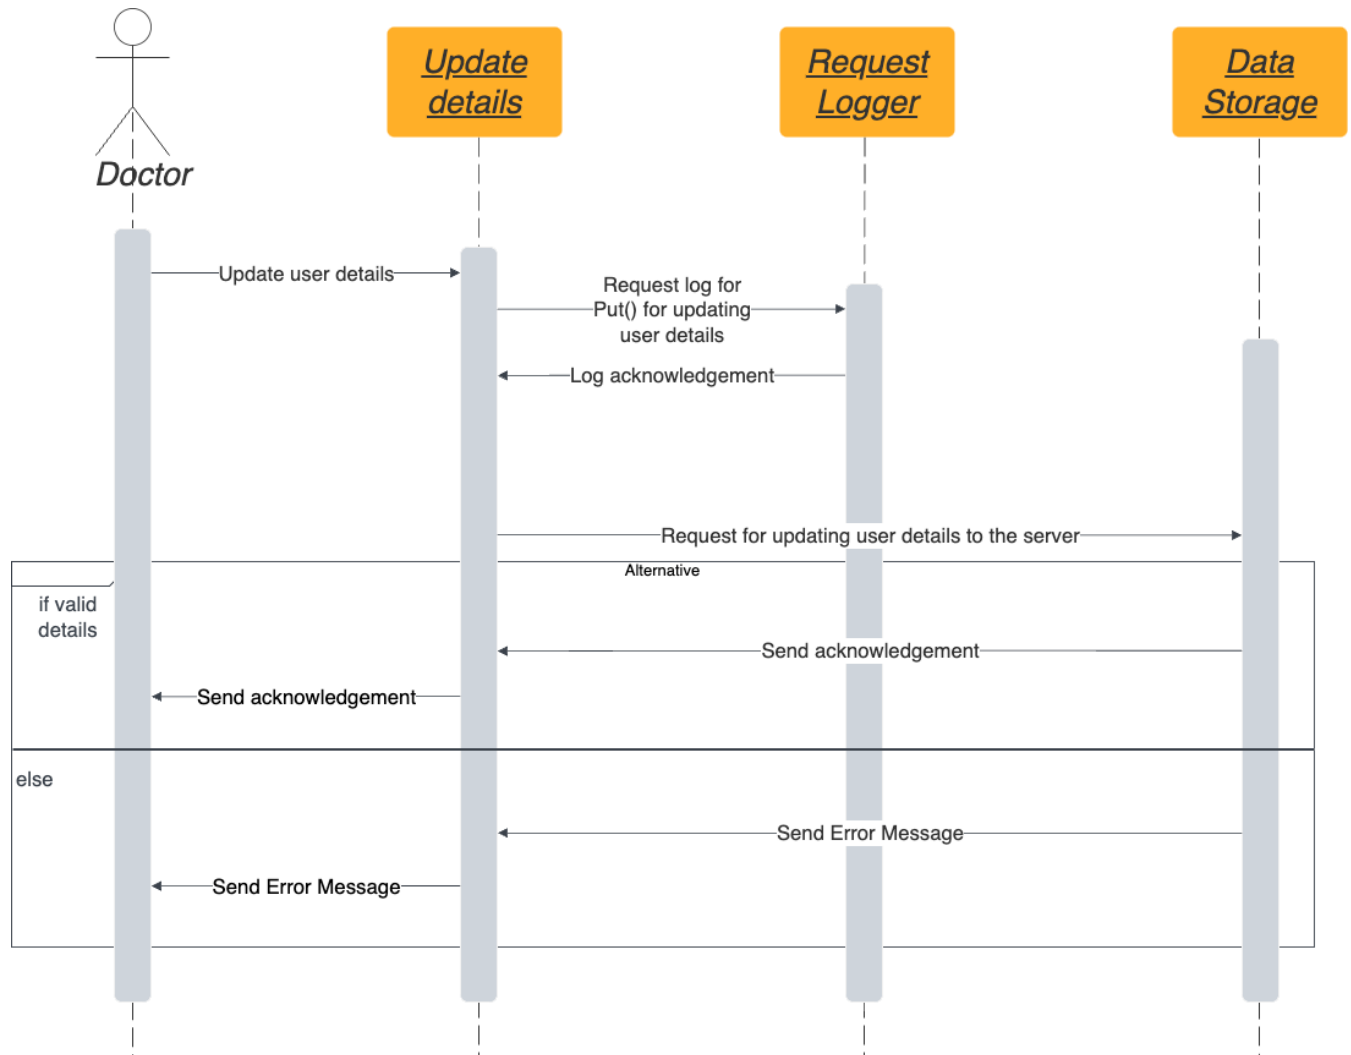 Update
details
Request
Logger
Data
Storage
Doctor
Update user details
Request log for
Put() for updating
user details
Log acknowledgement
Request for updating user details to the server
Alternative
if valid
details
Send acknowledgement
Send acknowledgement
else
Send Error Message
Send Error Message